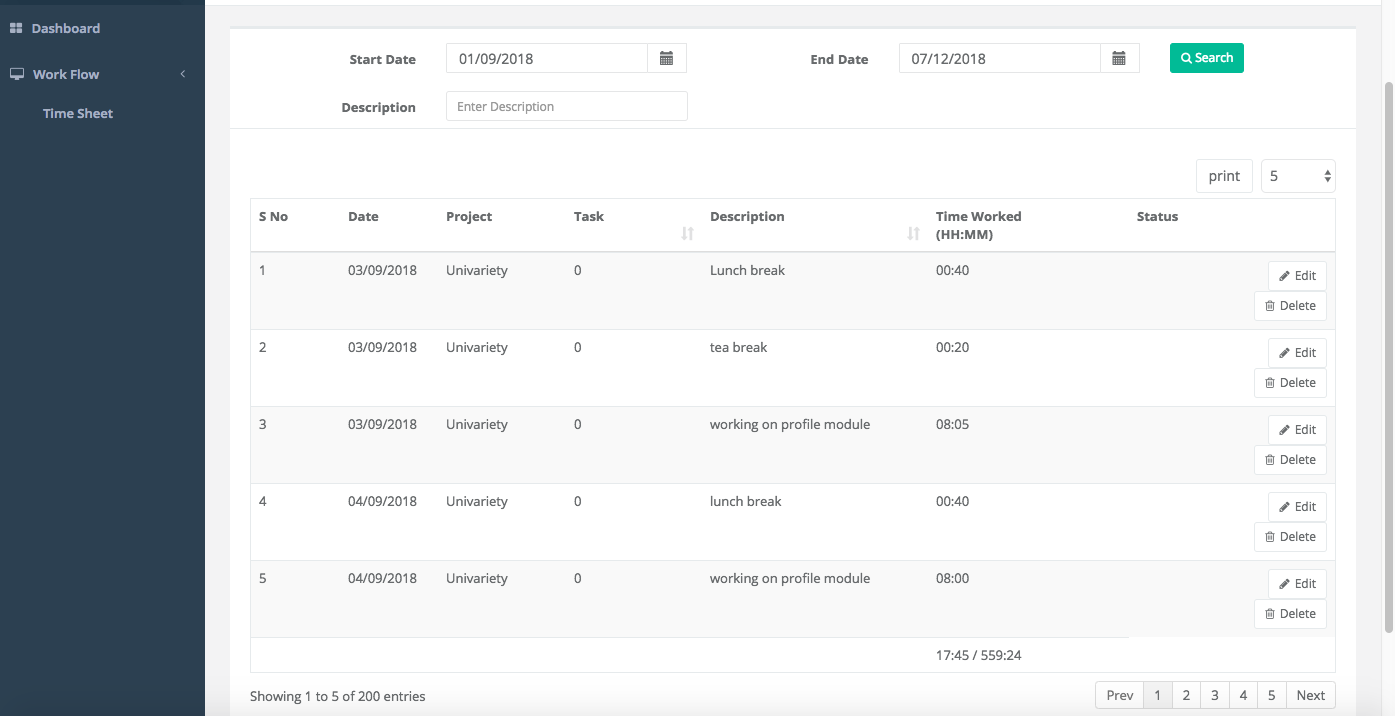 Dashboard
Work Flow
Time Sheet
Start Date 01/09/2018 End Date 07/12/2018 Search
Description Enter Description
print 5
S No Date Project Task Description Time Worked (HH:MM) Status
1 03/09/2018 Univariety 0 Lunch break 00:40 Edit
Delete
2 03/09/2018 Univariety 0 tea break 00:20 Edit
Delete
3 03/09/2018 Univariety 0 working on profile module 08:05 Edit
Delete
4 04/09/2018 Univariety 0 lunch break 00:40 Edit
Delete
5 04/09/2018 Univariety 0 working on profile module 08:00 Edit
Delete
17:45 / 559:24
Showing 1 to 5 of 200 entries Prev 1 2 3 4 5 Next